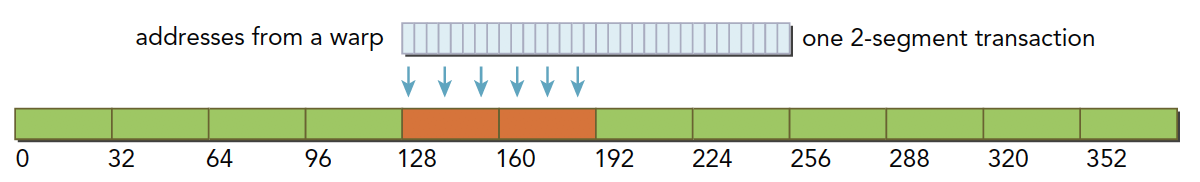 addresses from a warp one 2-segment transaction
0 32 64 96 128 160 192 224 256 288 320 352